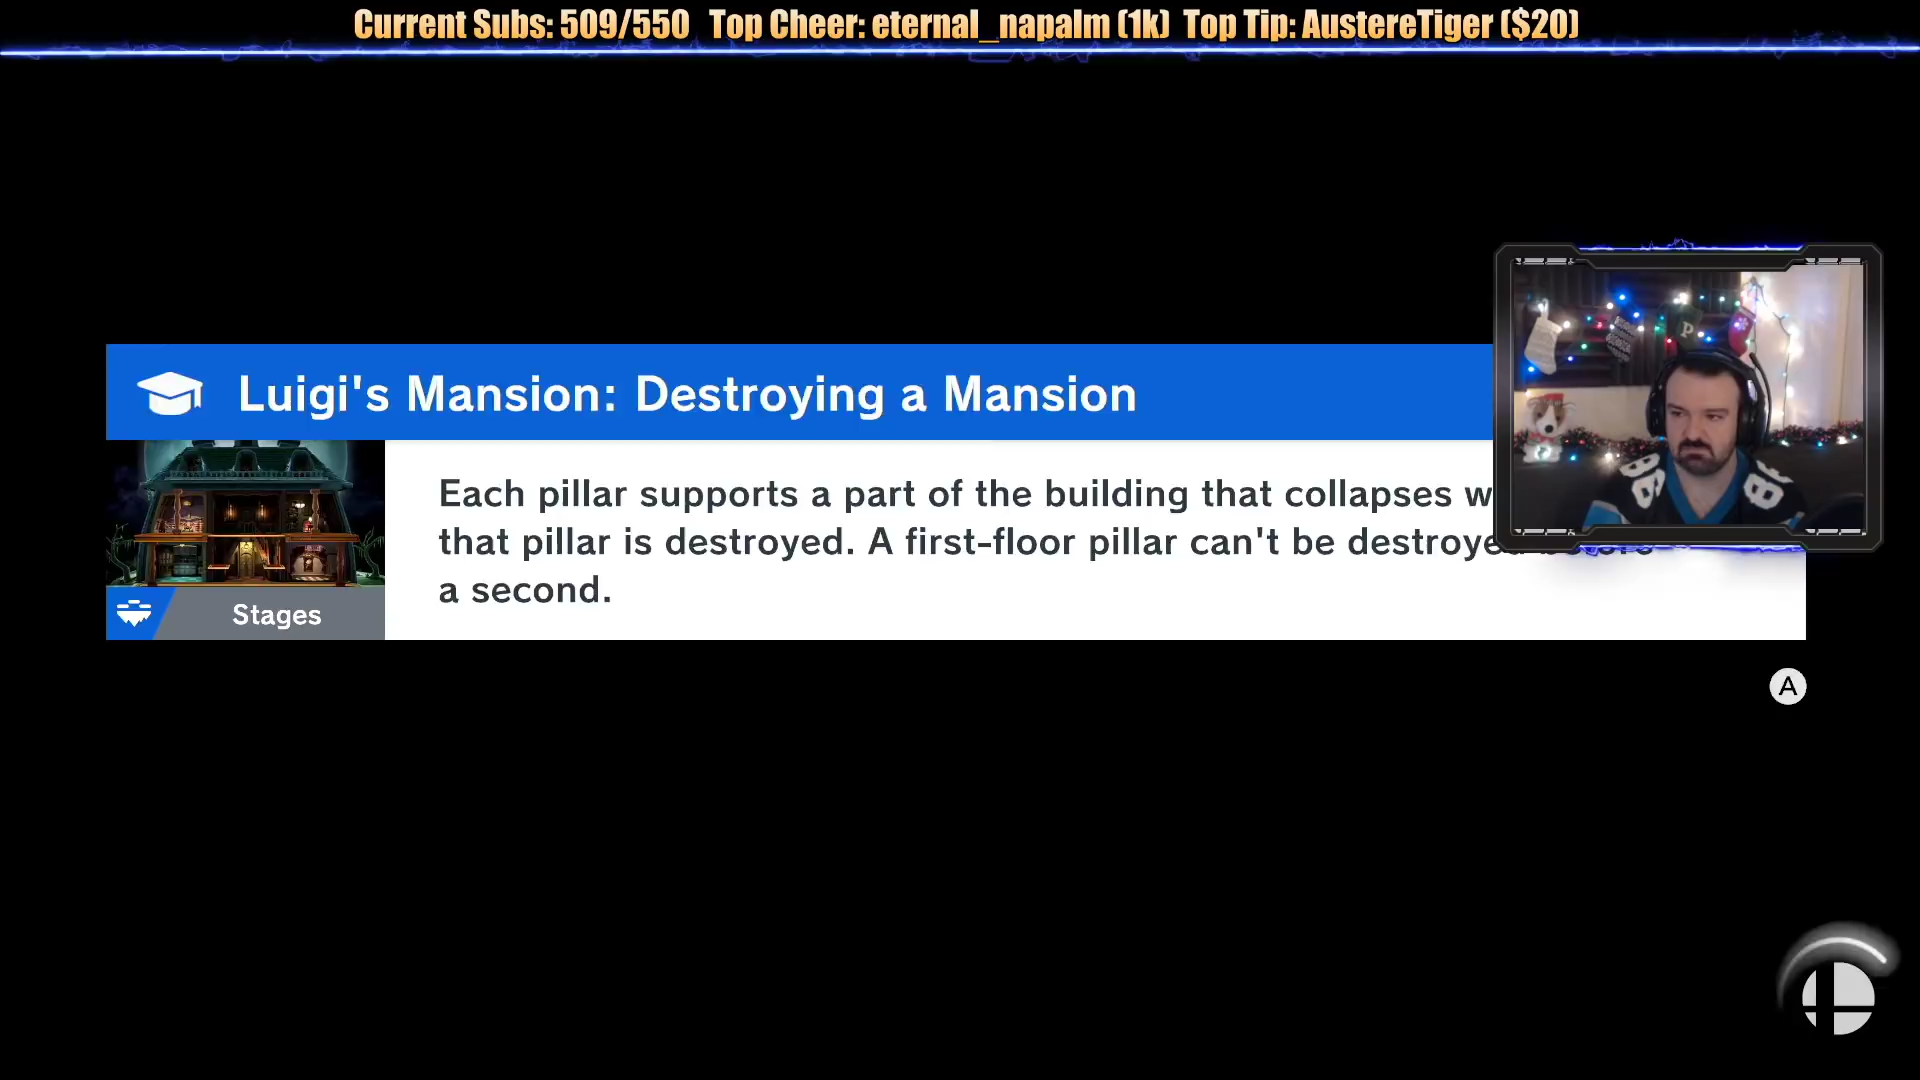 Current Subs: 509/550 Top Cheer: eternal_napalm (1k) Top Tip: AustereTiger ($20)
Luigi's Mansion: Destroying a Mansion
Each pillar supports a part of the building that collapses
that pillar is destroyed. A first-floor pillar can't be destroyed
a second.
Stages
A
P